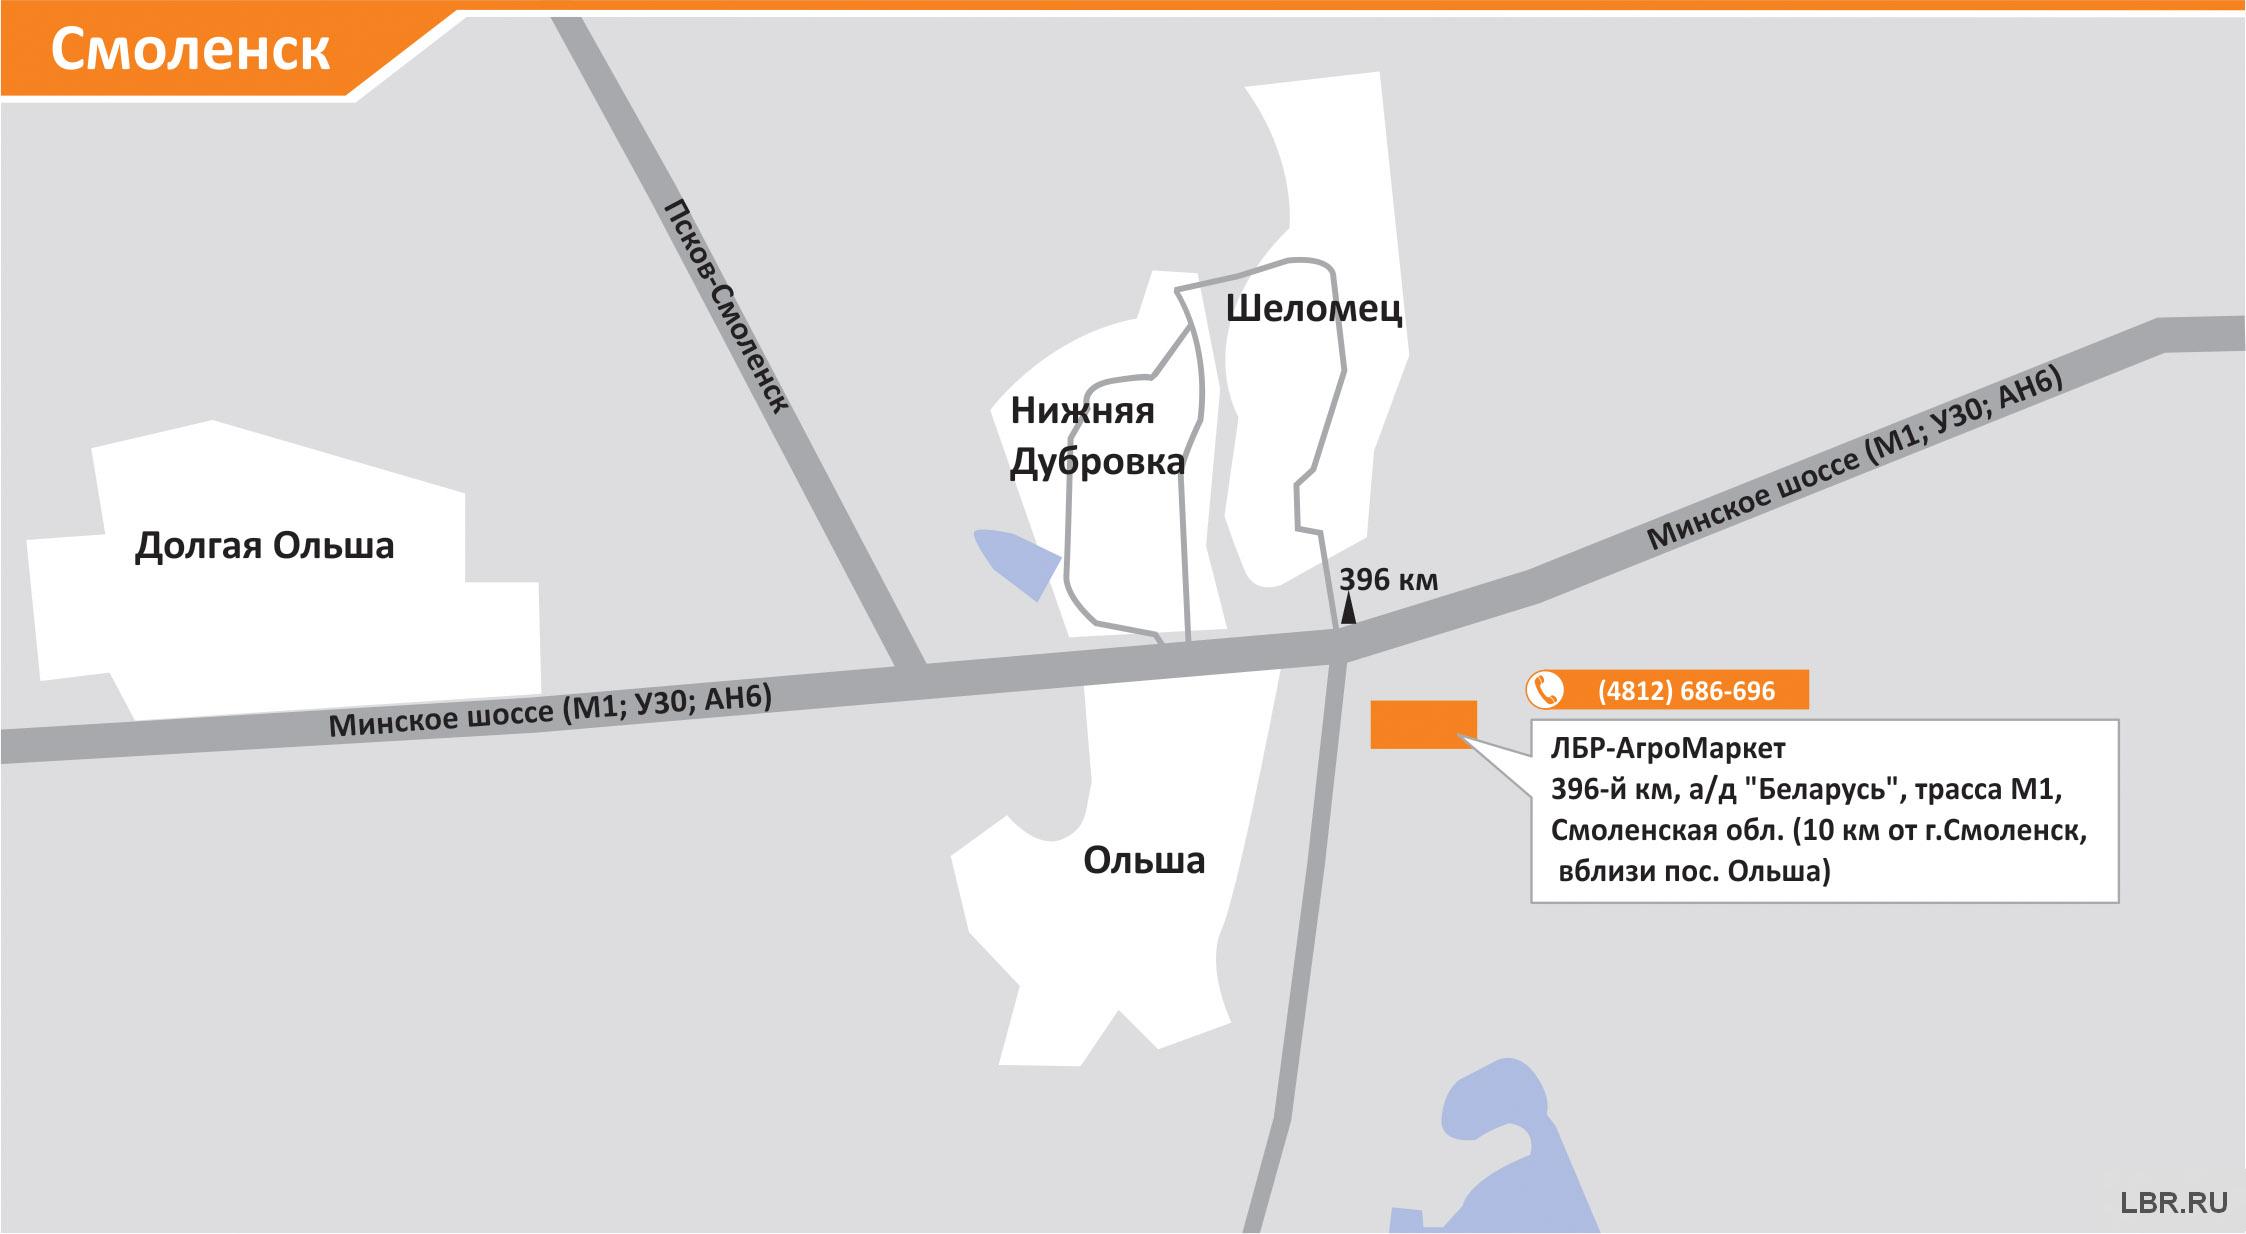 Смоленск
Псков-Смоленск
Шеломец
Нижняя
Дубровка
Долгая Ольша
Минское шоссе (М1; У30; АН6)
396 км
Минское шоссе (М1; У30; АН6)
(4812) 686-696
ЛБР-АгроМаркет
396-й км, а/д "Беларусь", трасса М1,
Смоленская обл. (10 км от г.Смоленск,
вблизи пос. Ольша)
Ольша
LBR.RU